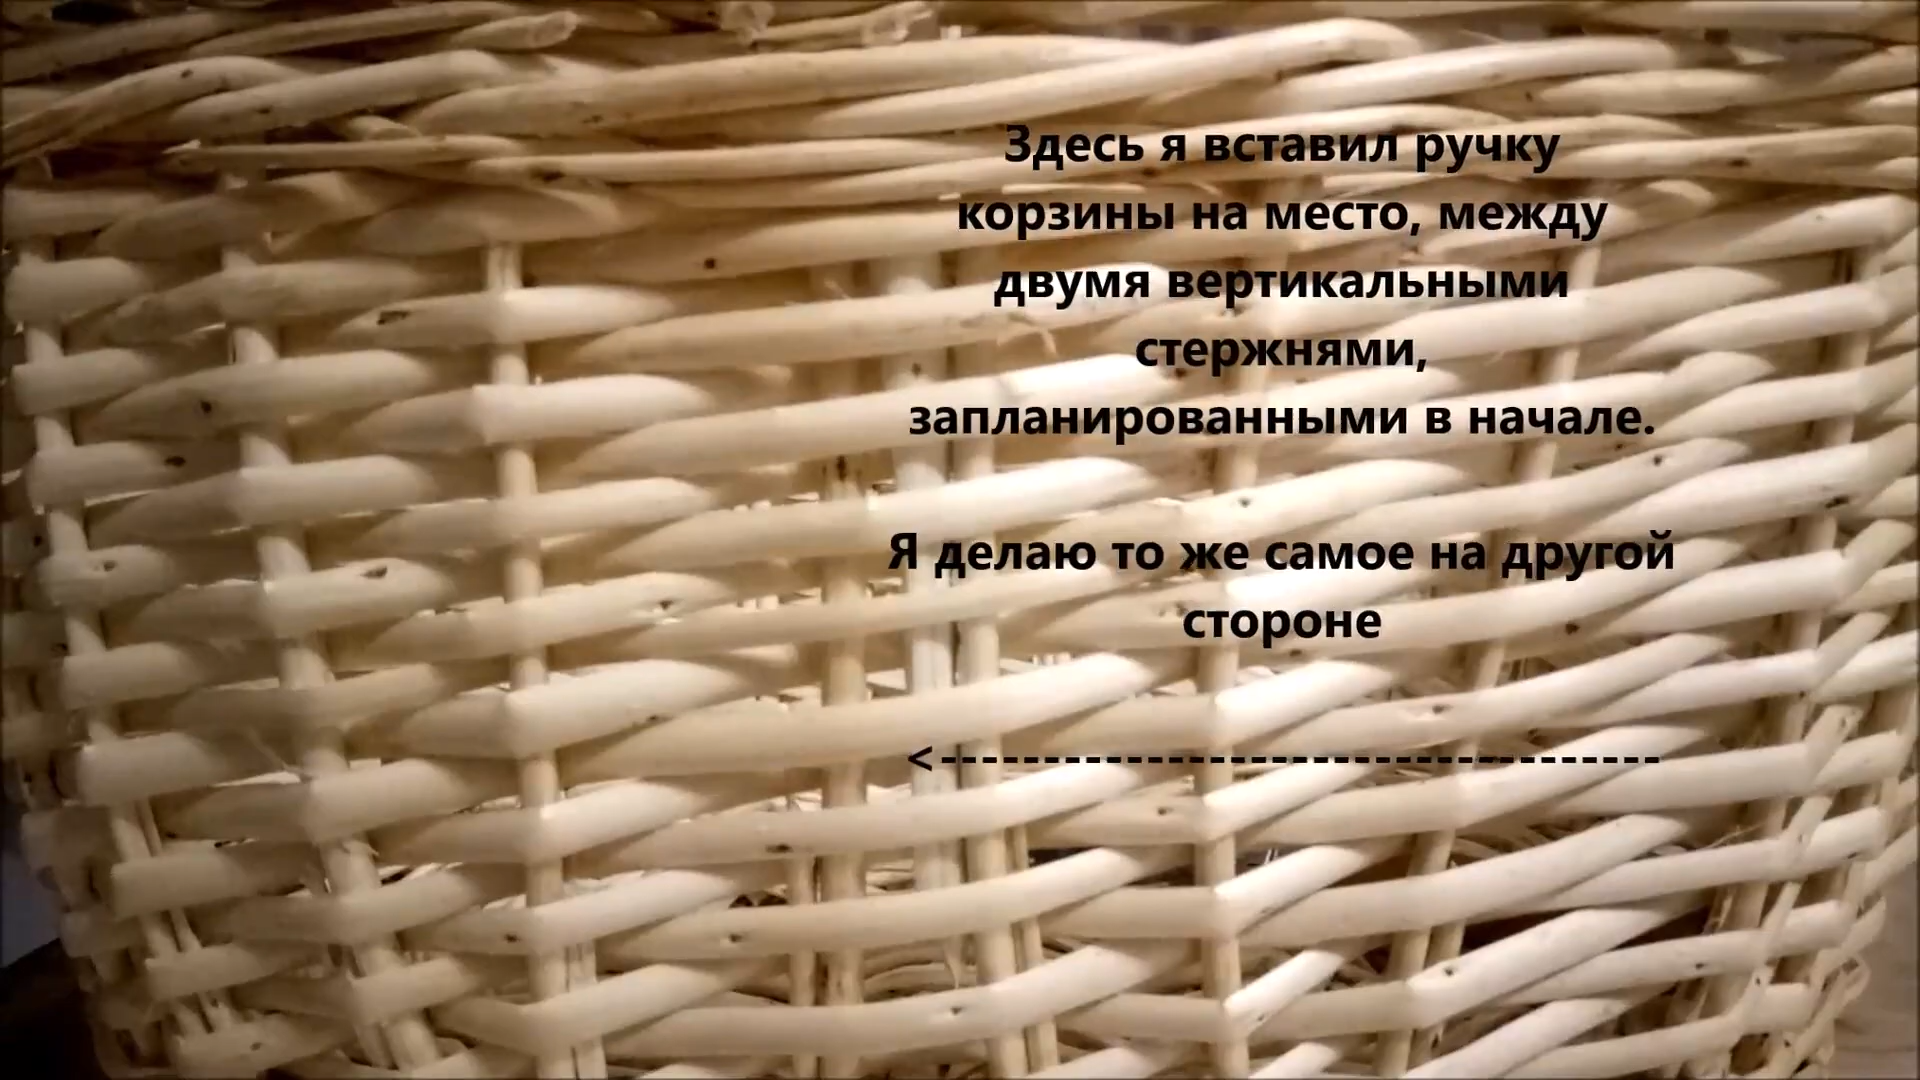 Здесь я вставил ручку
корзины на место, между
двумя вертикальными
стержнями,
запланированными в начале.
Я делаю то же самое на другой
стороне
<-----------------------------------